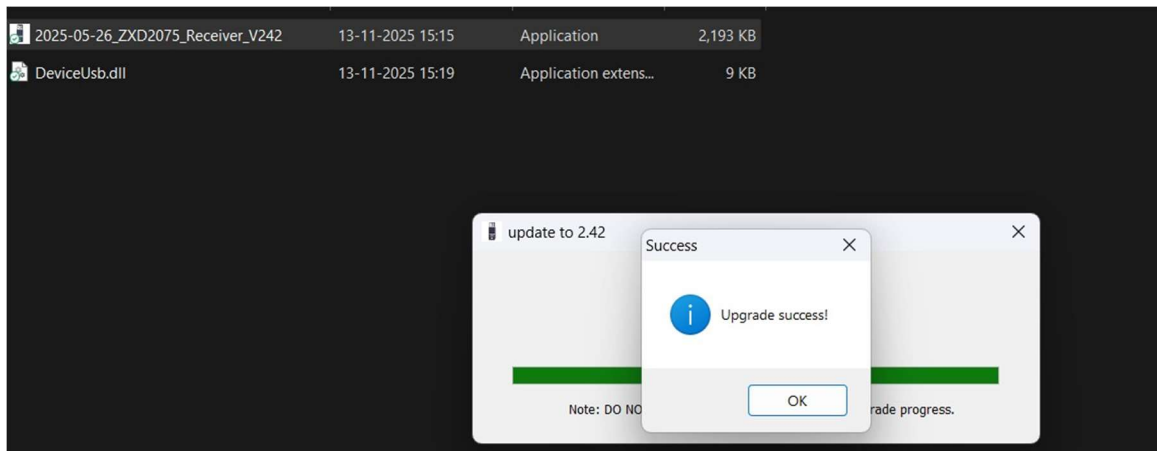 2025-05-26_ZXD2075_Receiver_V242 13-11-2025 15:15 Application 2,193 KB
DeviceUsb.dll 13-11-2025 15:19 Application extens... 9 KB
update to 2.42
Success
Upgrade success!
OK
Note: DO NO rade progress.